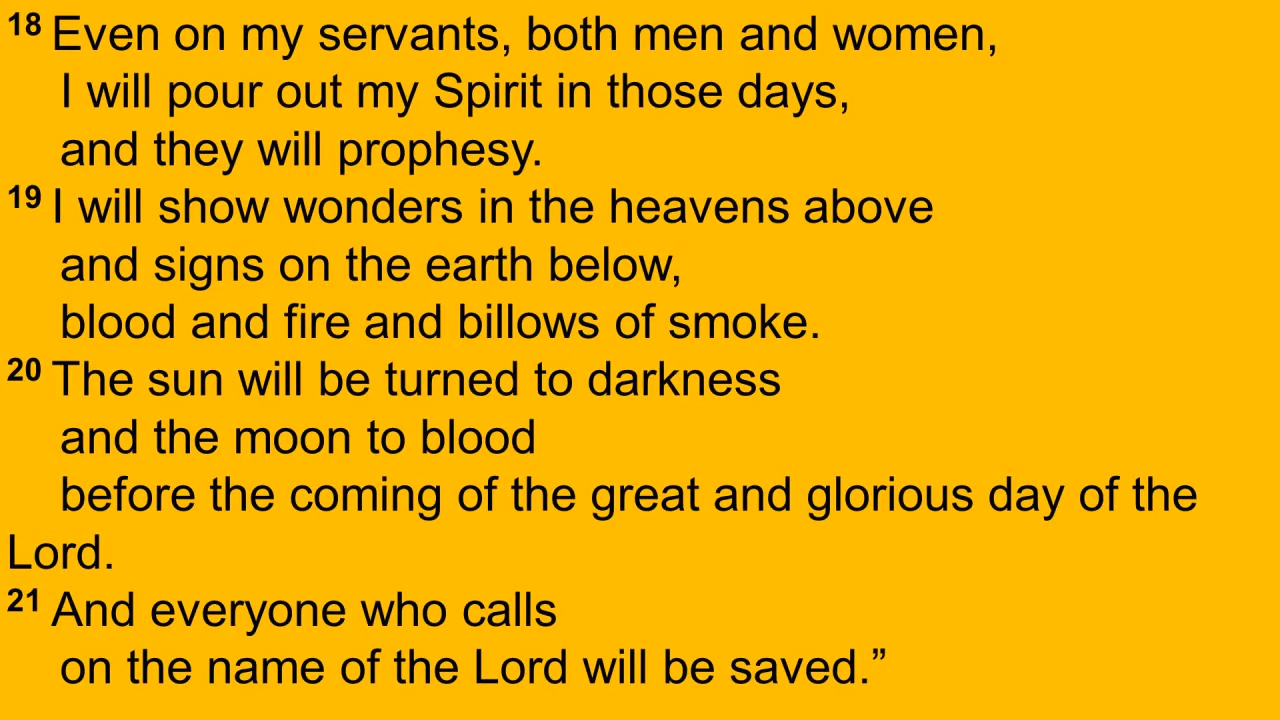 18 Even on my servants, both men and women,
I will pour out my Spirit in those days,
and they will prophesy.
19 I will show wonders in the heavens above
and signs on the earth below,
blood and fire and billows of smoke.
20 The sun will be turned to darkness
and the moon to blood
before the coming of the great and glorious day of the
Lord.
21 And everyone who calls
on the name of the Lord will be saved.”